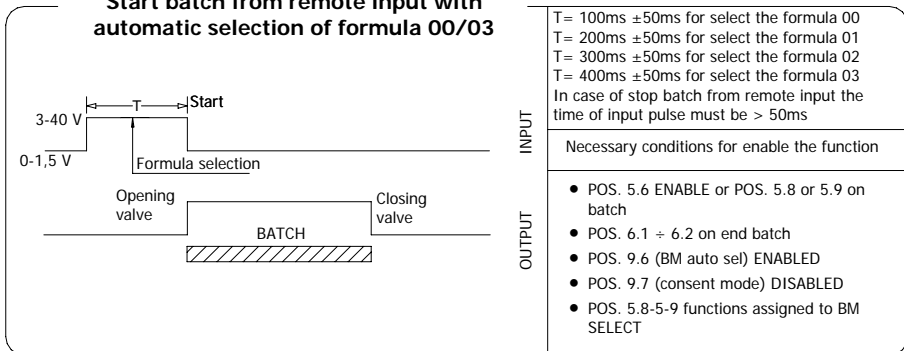 Start batch from remote input with
automatic selection of formula 00/03
T
Start
3-40 V
0-1,5 V
Formula selection
Opening
valve
Closing
valve
BATCH
INPUT
OUTPUT
T= 100ms ±50ms for select the formula 00
T= 200ms ±50ms for select the formula 01
T= 300ms ±50ms for select the formula 02
T= 400ms ±50ms for select the formula 03
In case of stop batch from remote input the
time of input pulse must be > 50ms
Necessary conditions for enable the function
• POS. 5.6 ENABLE or POS. 5.8 or 5.9 on
batch
• POS. 6.1 ÷ 6.2 on end batch
• POS. 9.6 (BM auto sel) ENABLED
• POS. 9.7 (consent mode) DISABLED
• POS. 5.8-5-9 functions assigned to BM
SELECT